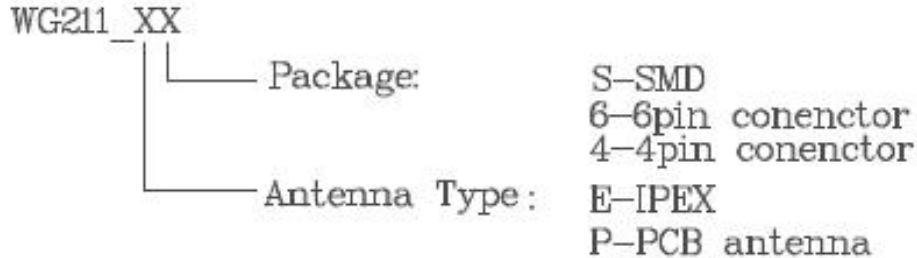 WG211_XX
Package: S-SMD
6-6pin conenctor
4-4pin conenctor
Antenna Type: E-IPEX
P-PCB antenna